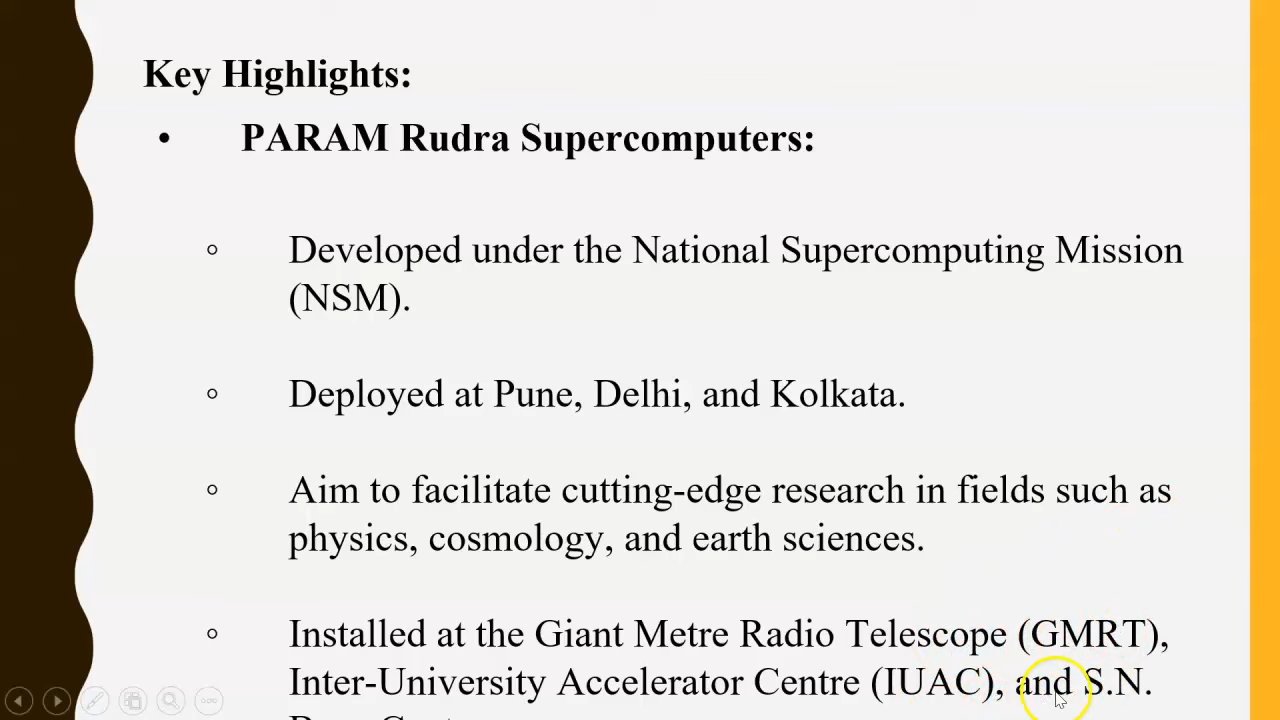 Key Highlights:
• PARAM Rudra Supercomputers:
◦ Developed under the National Supercomputing Mission
(NSM).
◦ Deployed at Pune, Delhi, and Kolkata.
◦ Aim to facilitate cutting-edge research in fields such as
physics, cosmology, and earth sciences.
◦ Installed at the Giant Metre Radio Telescope (GMRT),
Inter-University Accelerator Centre (IUAC), and S.N.